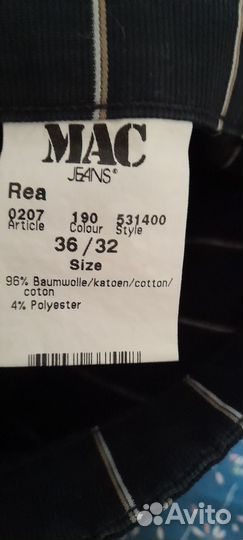 MAC
JEANS®
Rea
0207 190 531400
Article Colour Style
36/32
Size
96% Baumwolle/katoen/cotton/
coton
4% Polyester
Avito